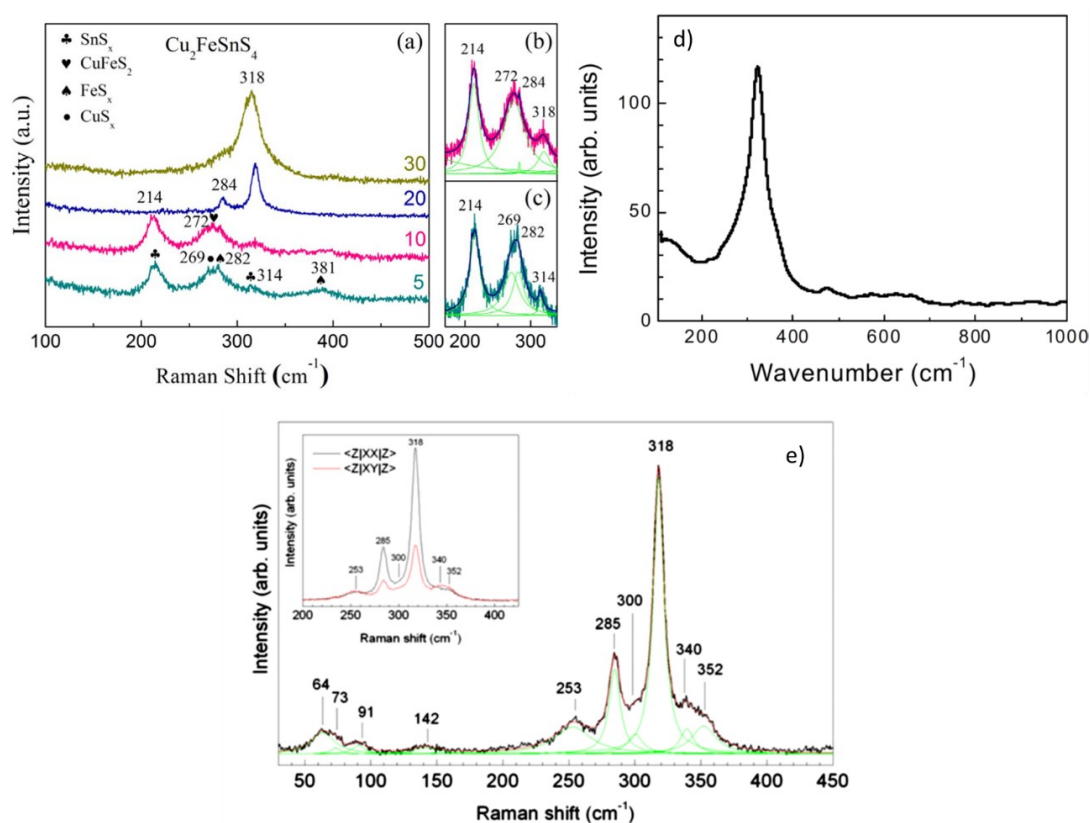 ♣ SnSₓ
♥ CuFeS₂
♠ FeSₓ
● CuSₓ
Cu₂FeSnS₄
(a)
318
30
284
20
214
272
♥
10
♣
269 ● ♠ 282
♣ 314
381
♠
5
100 200 300 400 500
Raman Shift (cm⁻¹)
Intensity (a.u.)
(b)
214
272
284
318
(c)
214
269
282
314
200 300
d)
100
50
0
200 400 600 800 1000
Wavenumber (cm⁻¹)
Intensity (arb. units)
e)
<Z|XX|Z>
<Z|XY|Z>
318
285
253
300
340
352
200 250 300 350 400
Raman shift (cm⁻¹)
Intensity (arb. units)
318
285
300
340
352
253
64
73
91
142
50 100 150 200 250 300 350 400 450
Raman shift (cm⁻¹)
Intensity (arb. units)